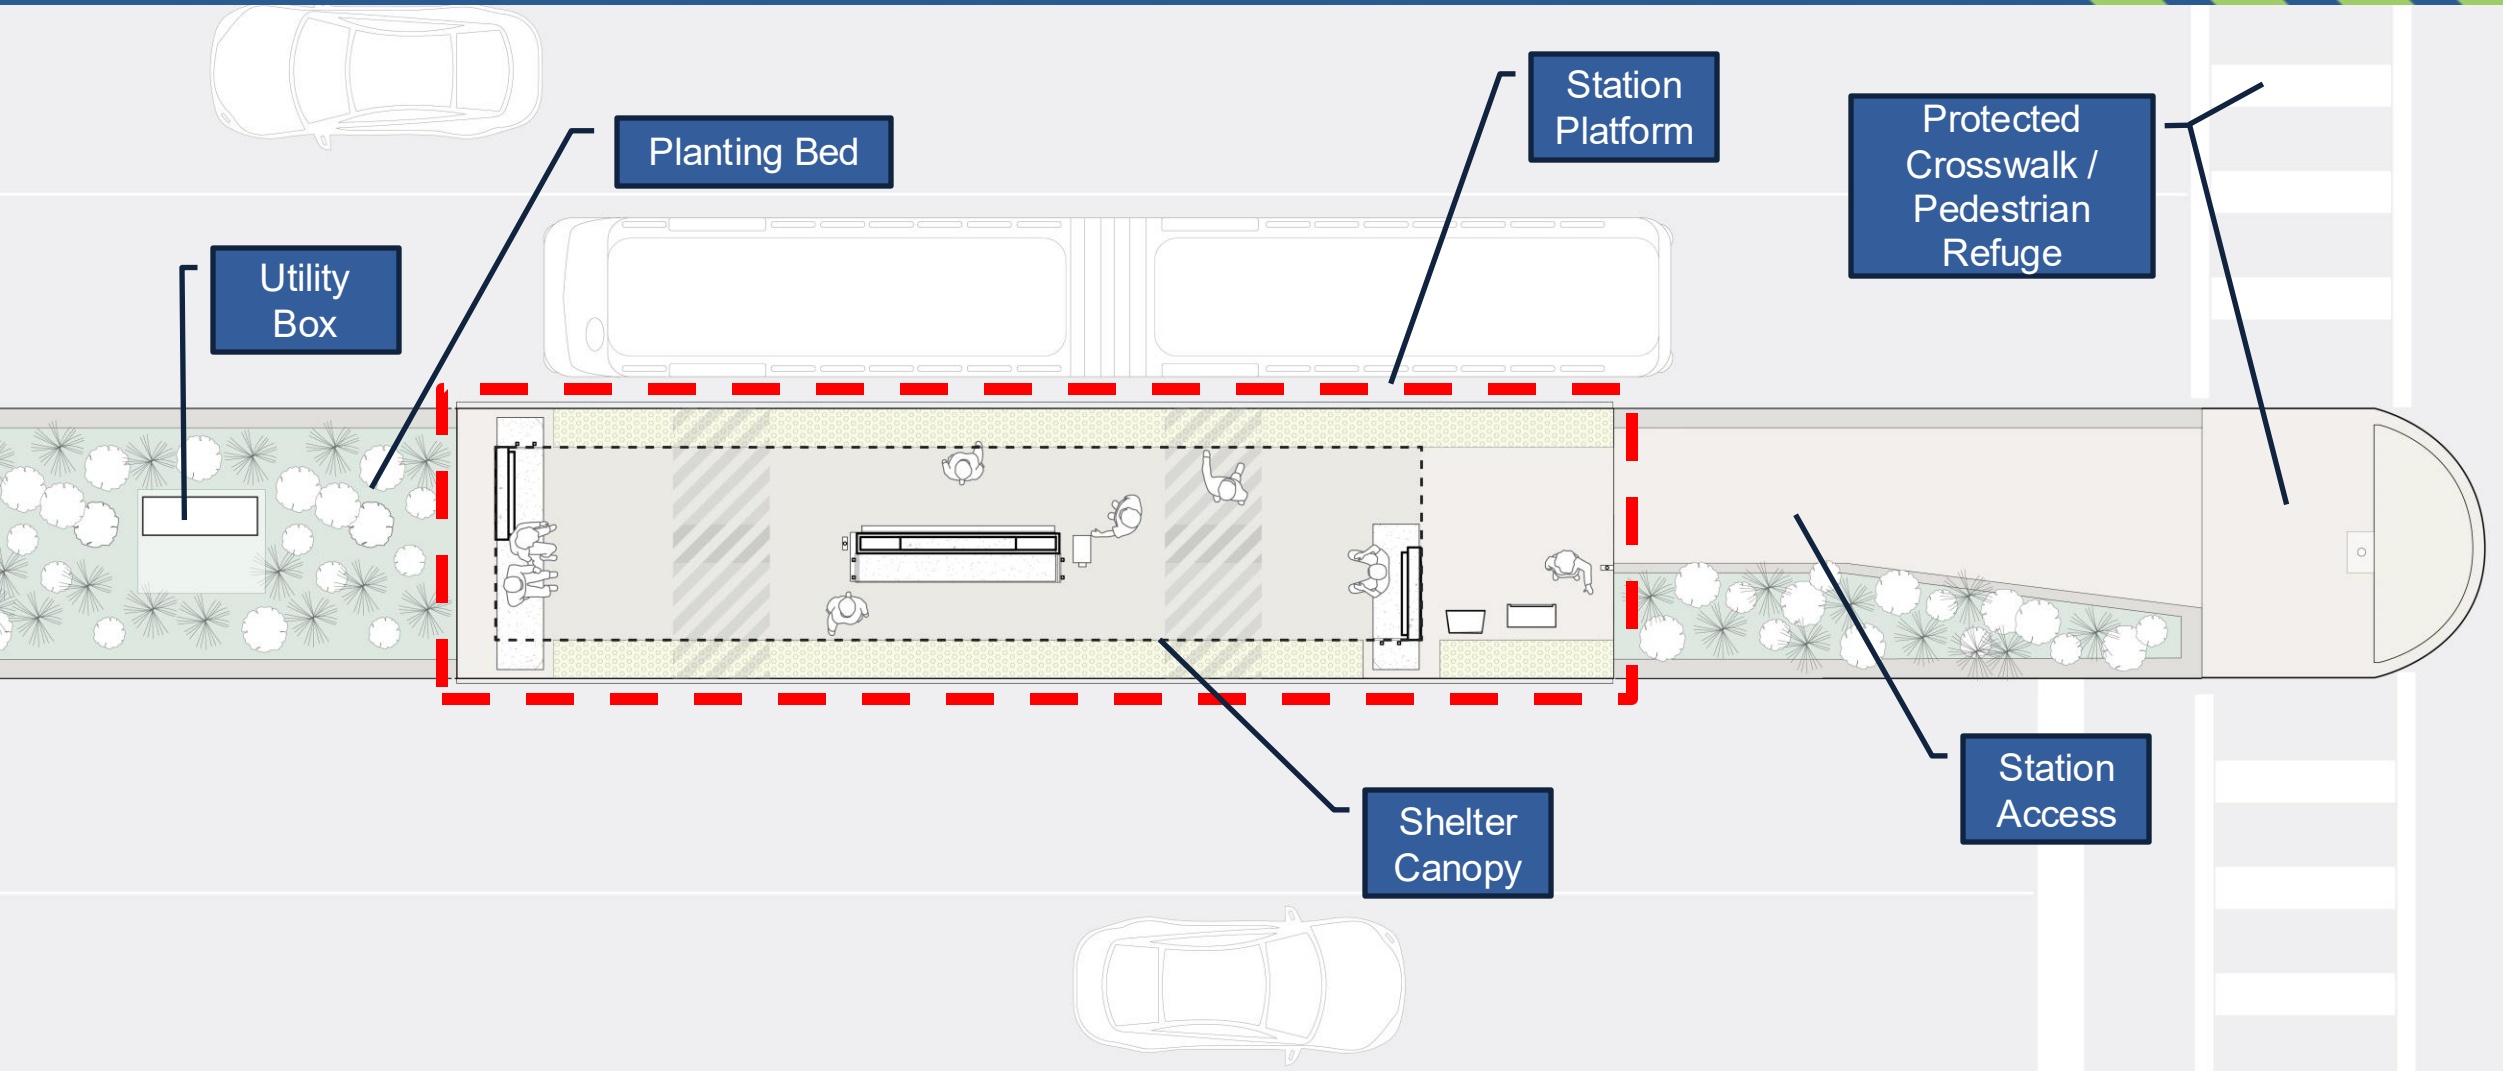 Station
Platform
Protected
Crosswalk /
Pedestrian
Refuge
Planting Bed
Utility
Box
Station
Access
Shelter
Canopy